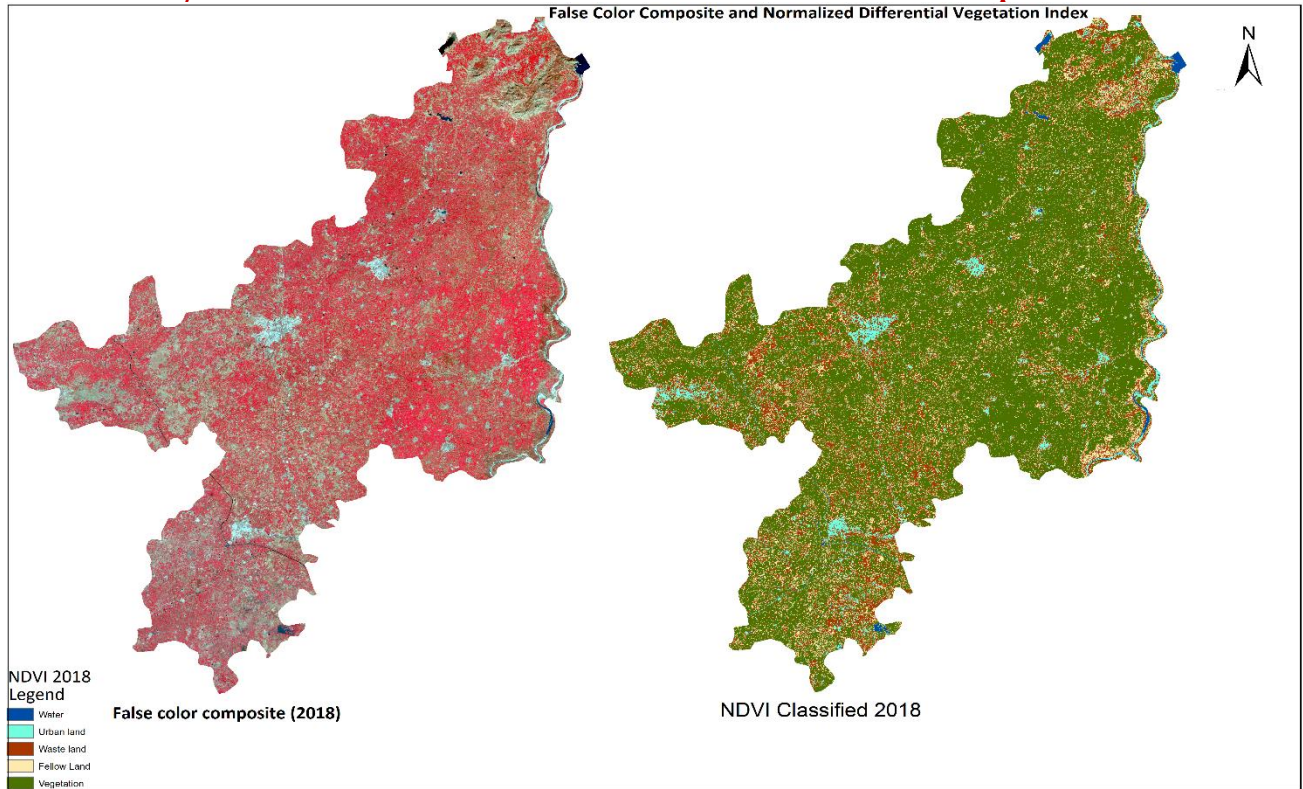 False Color Composite and Normalized Differential Vegetation Index
N
NDVI 2018
Legend
Water
Urban land
Waste land
Fellow Land
Vegetation
False color composite (2018)
NDVI Classified 2018